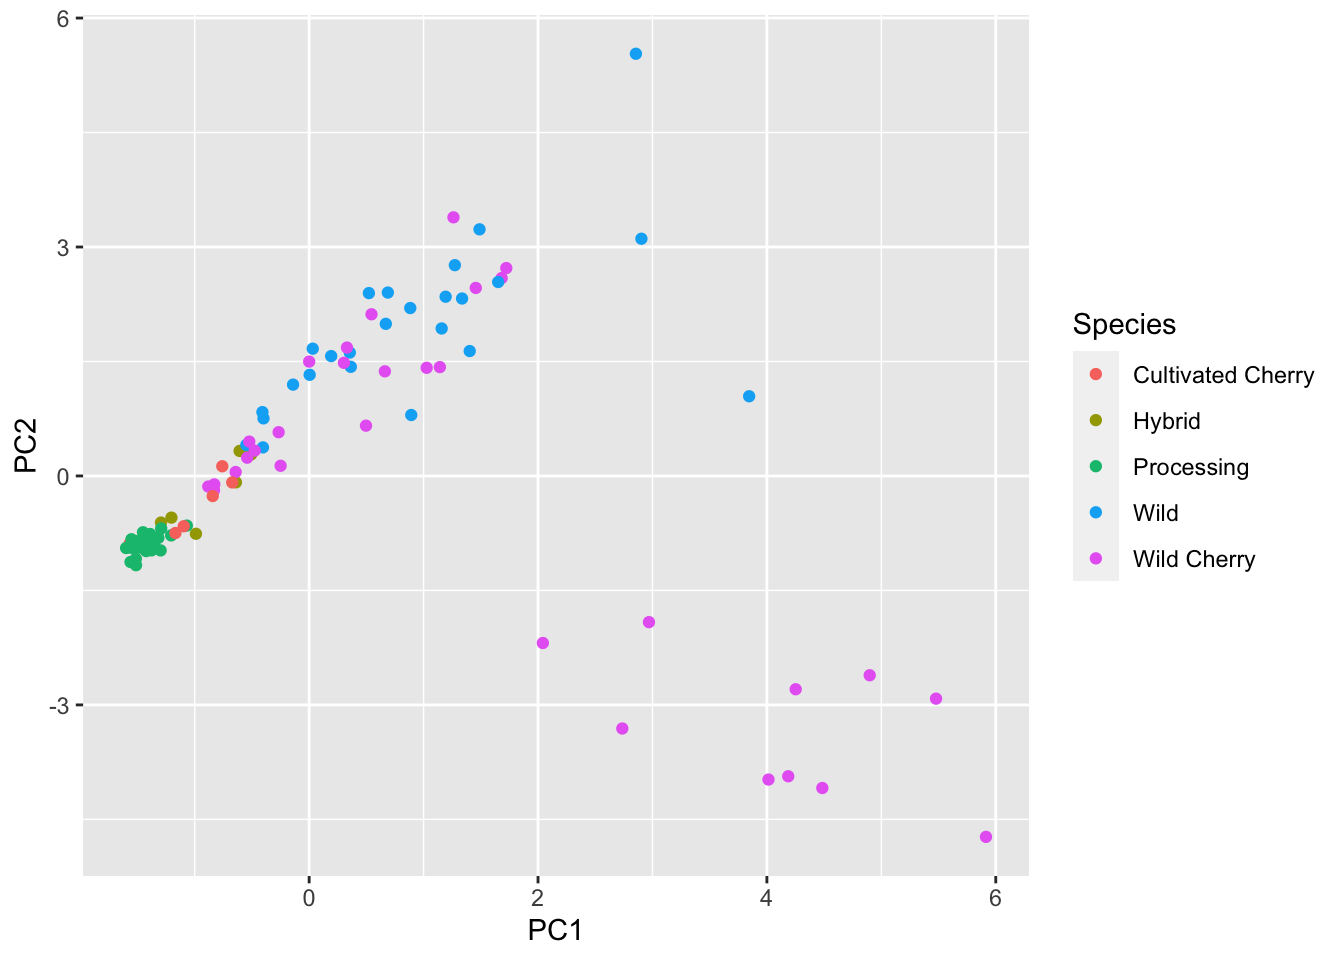 6
3
0
-3
PC2
0
2
4
6
PC1
Species
Cultivated Cherry
Hybrid
Processing
Wild
Wild Cherry